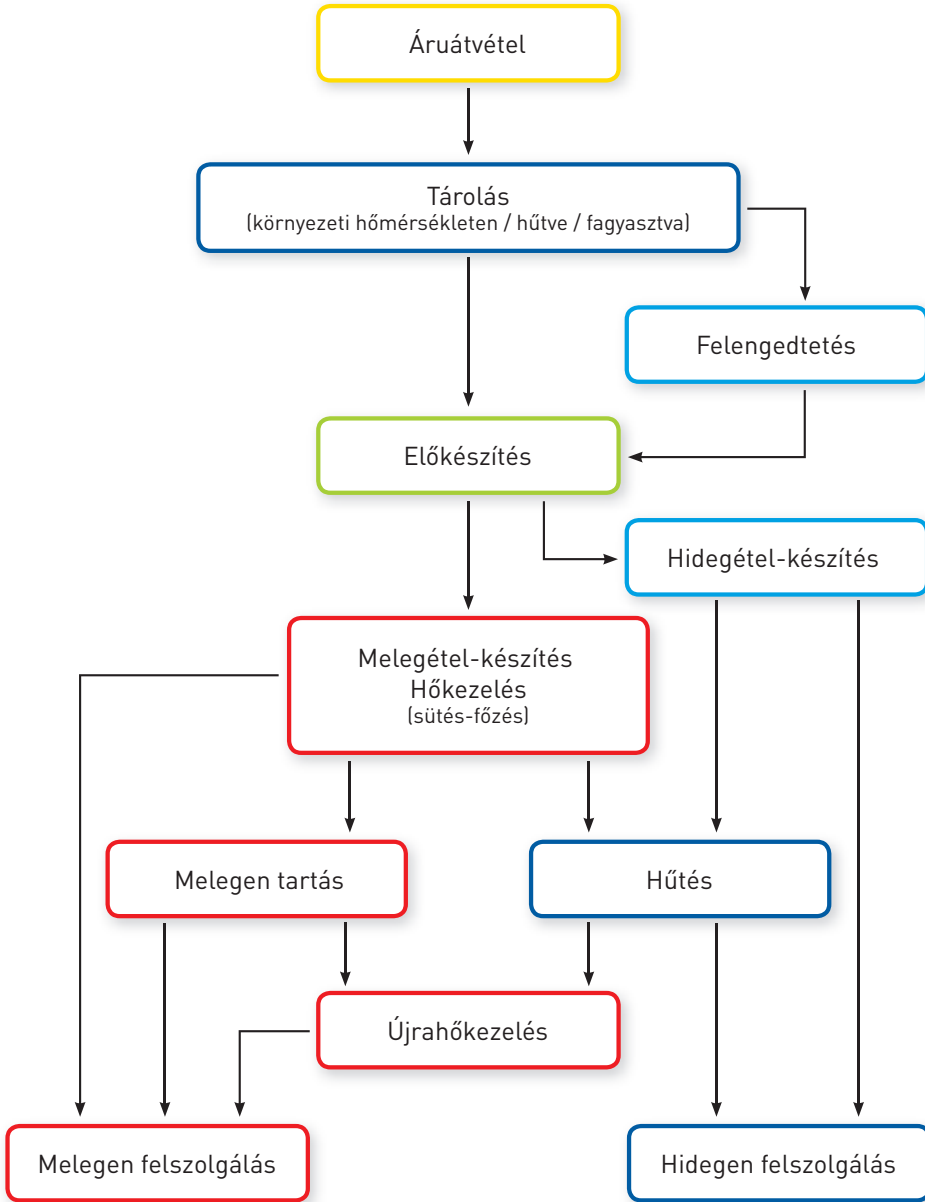 Áruátvétel
Tárolás
(környezeti hőmérsékleten / hűtve / fagyasztva)
Felengedtetés
Előkészítés
Hidegétel-készítés
Melegétel-készítés
Hőkezelés
(sütés-főzés)
Melegen tartás
Hűtés
Újrahőkezelés
Melegen felszolgálás
Hidegen felszolgálás